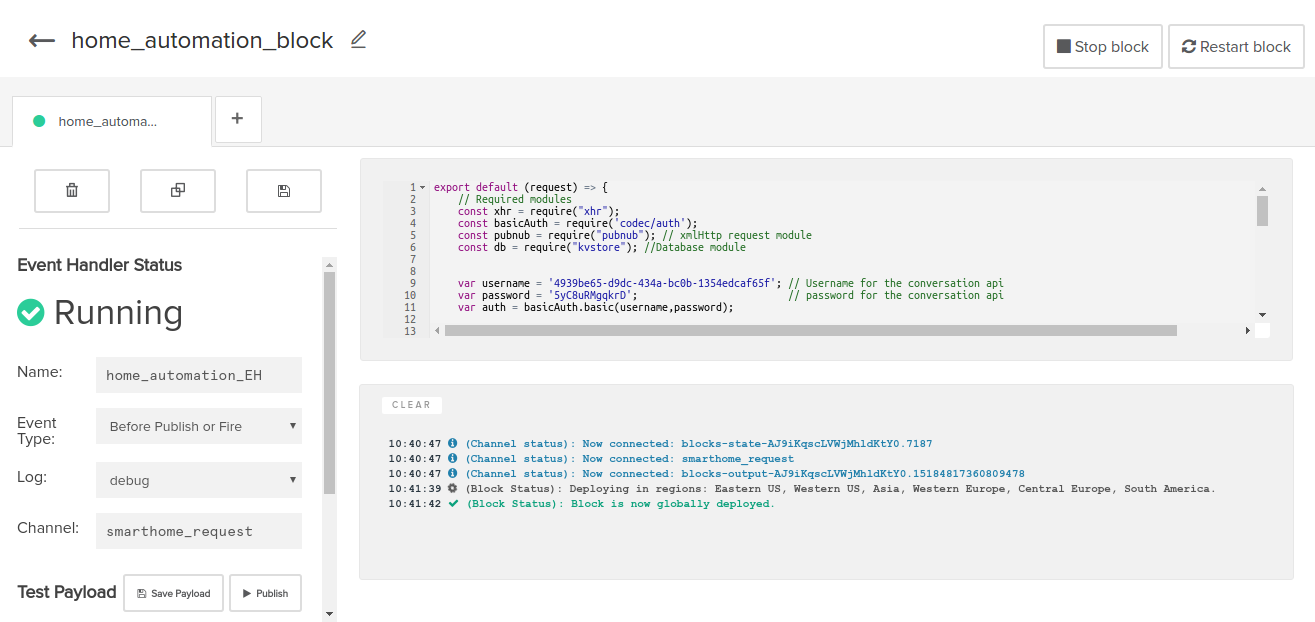 home_automation_block
Stop block
Restart block
home_automa...
+
Event Handler Status
Running
Name:
home_automation_EH
Event Type:
Before Publish or Fire
Log:
debug
Channel:
smarthome_request
Test Payload
Save Payload
Publish
1 export default (request) => {
2 // Required modules
3 const xhr = require("xhr");
4 const basicAuth = require('codec/auth');
5 const pubnub = require("pubnub"); // xmlHttp request module
6 const db = require("kvstore"); //Database module
7
8
9 var username = '4939be65-d9dc-434a-bc0b-1354edcaf65f'; // Username for the conversation api
10 var password = '5yC8uRMgqkrD'; // password for the conversation api
11 var auth = basicAuth.basic(username,password);
12
13
CLEAR
10:40:47 (Channel status): Now connected: blocks-state-AJ9iKqscLVWjMhldKtY0.7187
10:40:47 (Channel status): Now connected: smarthome_request
10:40:47 (Channel status): Now connected: blocks-output-AJ9iKqscLVWjMhldKtY0.15184817360809478
10:41:39 (Block Status): Deploying in regions: Eastern US, Western US, Asia, Western Europe, Central Europe, South America.
10:41:42 (Block Status): Block is now globally deployed.